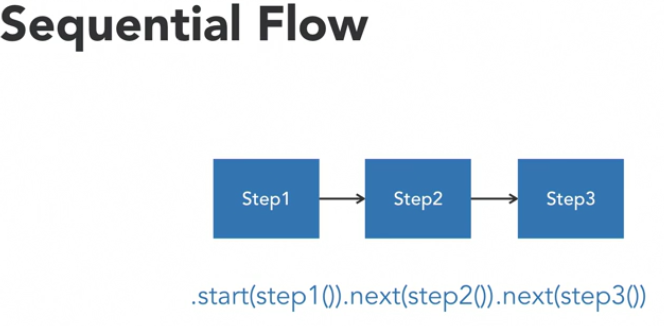 Sequential Flow
Step1 Step2 Step3
.start(step1()).next(step2()).next(step3())